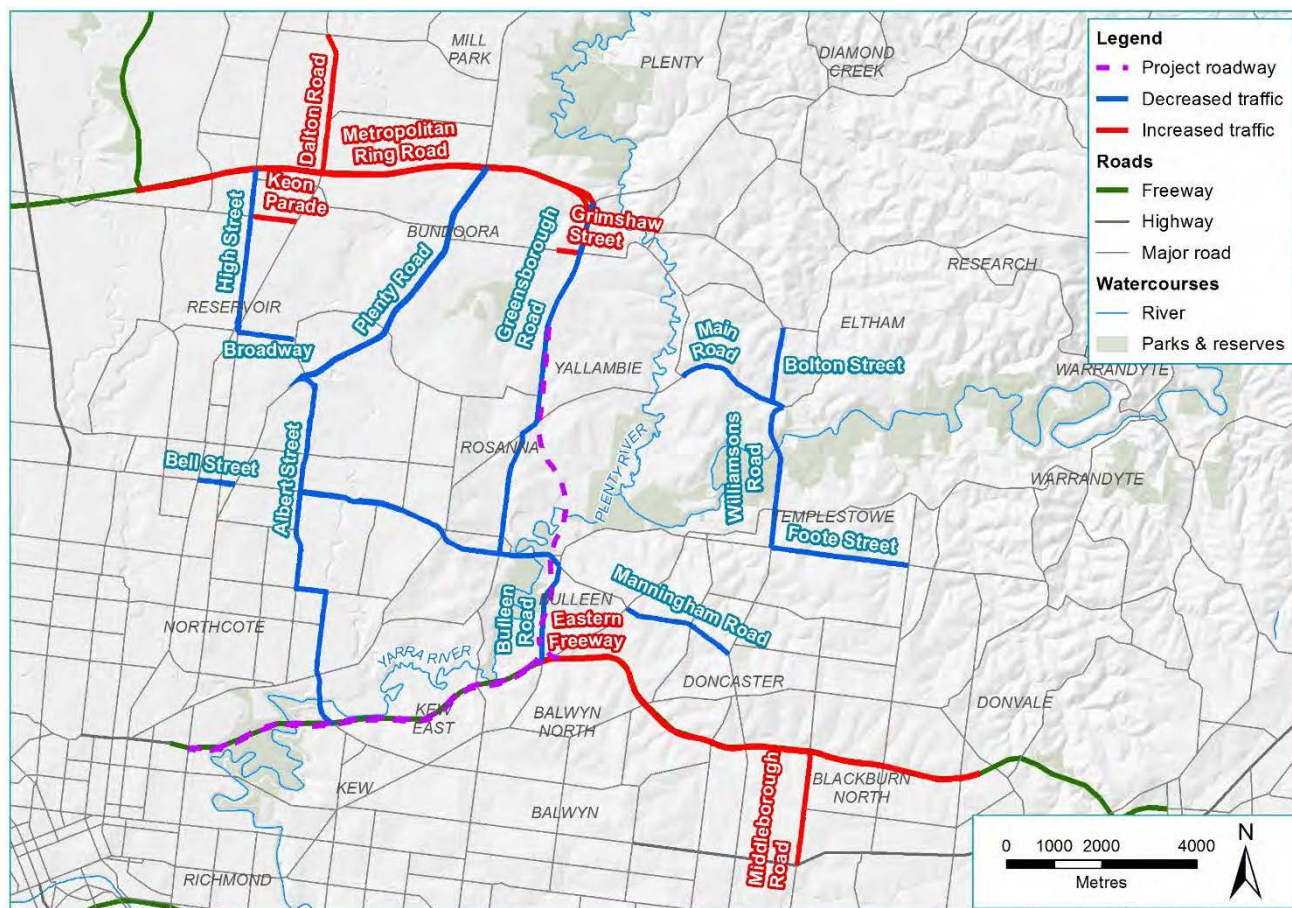 MILL
PARK
PLENTY
DIAMOND
CREEK
Legend
Project roadway
Decreased traffic
Increased traffic
Roads
Freeway
Highway
Major road
Watercourses
River
Parks & reserves
Dalton Road
Metropolitan
Ring Road
Keon
Parade
High Street
Grimshaw
Street
BUNDOORA
Greensborough
Road
Plenty Road
RESEARCH
RESERVOIR
Broadway
Main
Road
ELTHAM
Bolton Street
YALLAMBIE
WARRANDYTE
ROSANNA
Bell Street
Albert Street
PLENTY RIVER
Williamsons
Road
WARRANDYTE
TEMPLESTOWE
Foote Street
Manningham Road
BULLEEN
Bulleen
Road
Eastern
Freeway
NORTHCOTE
YARRA RIVER
DONCASTER
DONVALE
KEW
EAST
BALWYN
NORTH
Middleborough
Road
BLACKBURN
NORTH
KEW
BALWYN
RICHMOND
0 1000 2000 4000
Metres
N